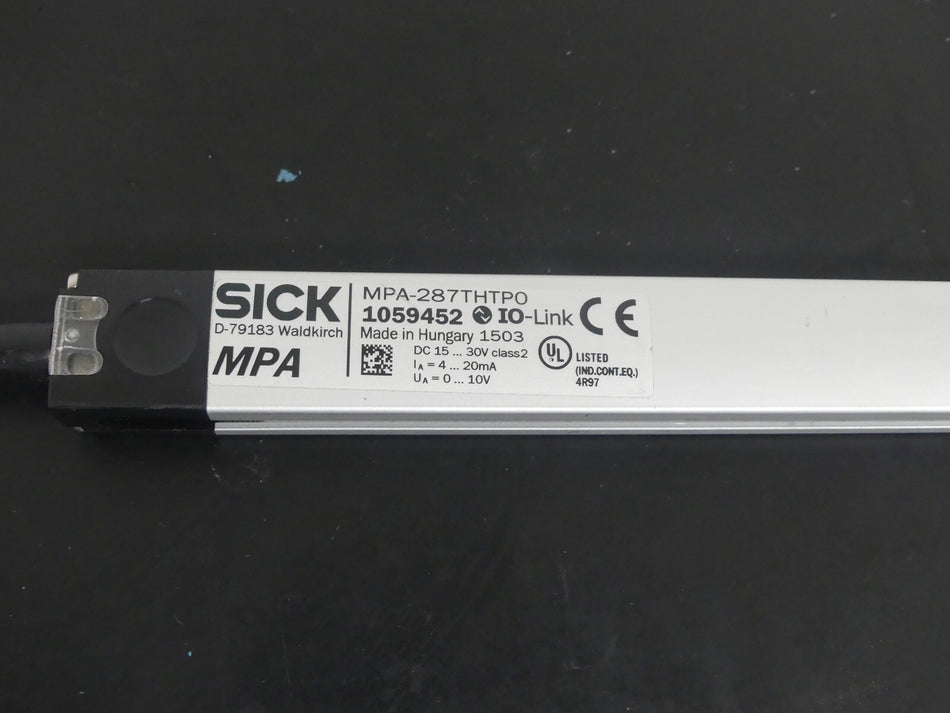 SICK
D-79183 Waldkirch
MPA
MPA-287THTP0
1059452 IO-Link
Made in Hungary 1503
DC 15 ... 30V class2
IA = 4 ... 20mA
UA = 0 ... 10V
CE
UL
LISTED
(IND.CONT.EQ.)
4R97